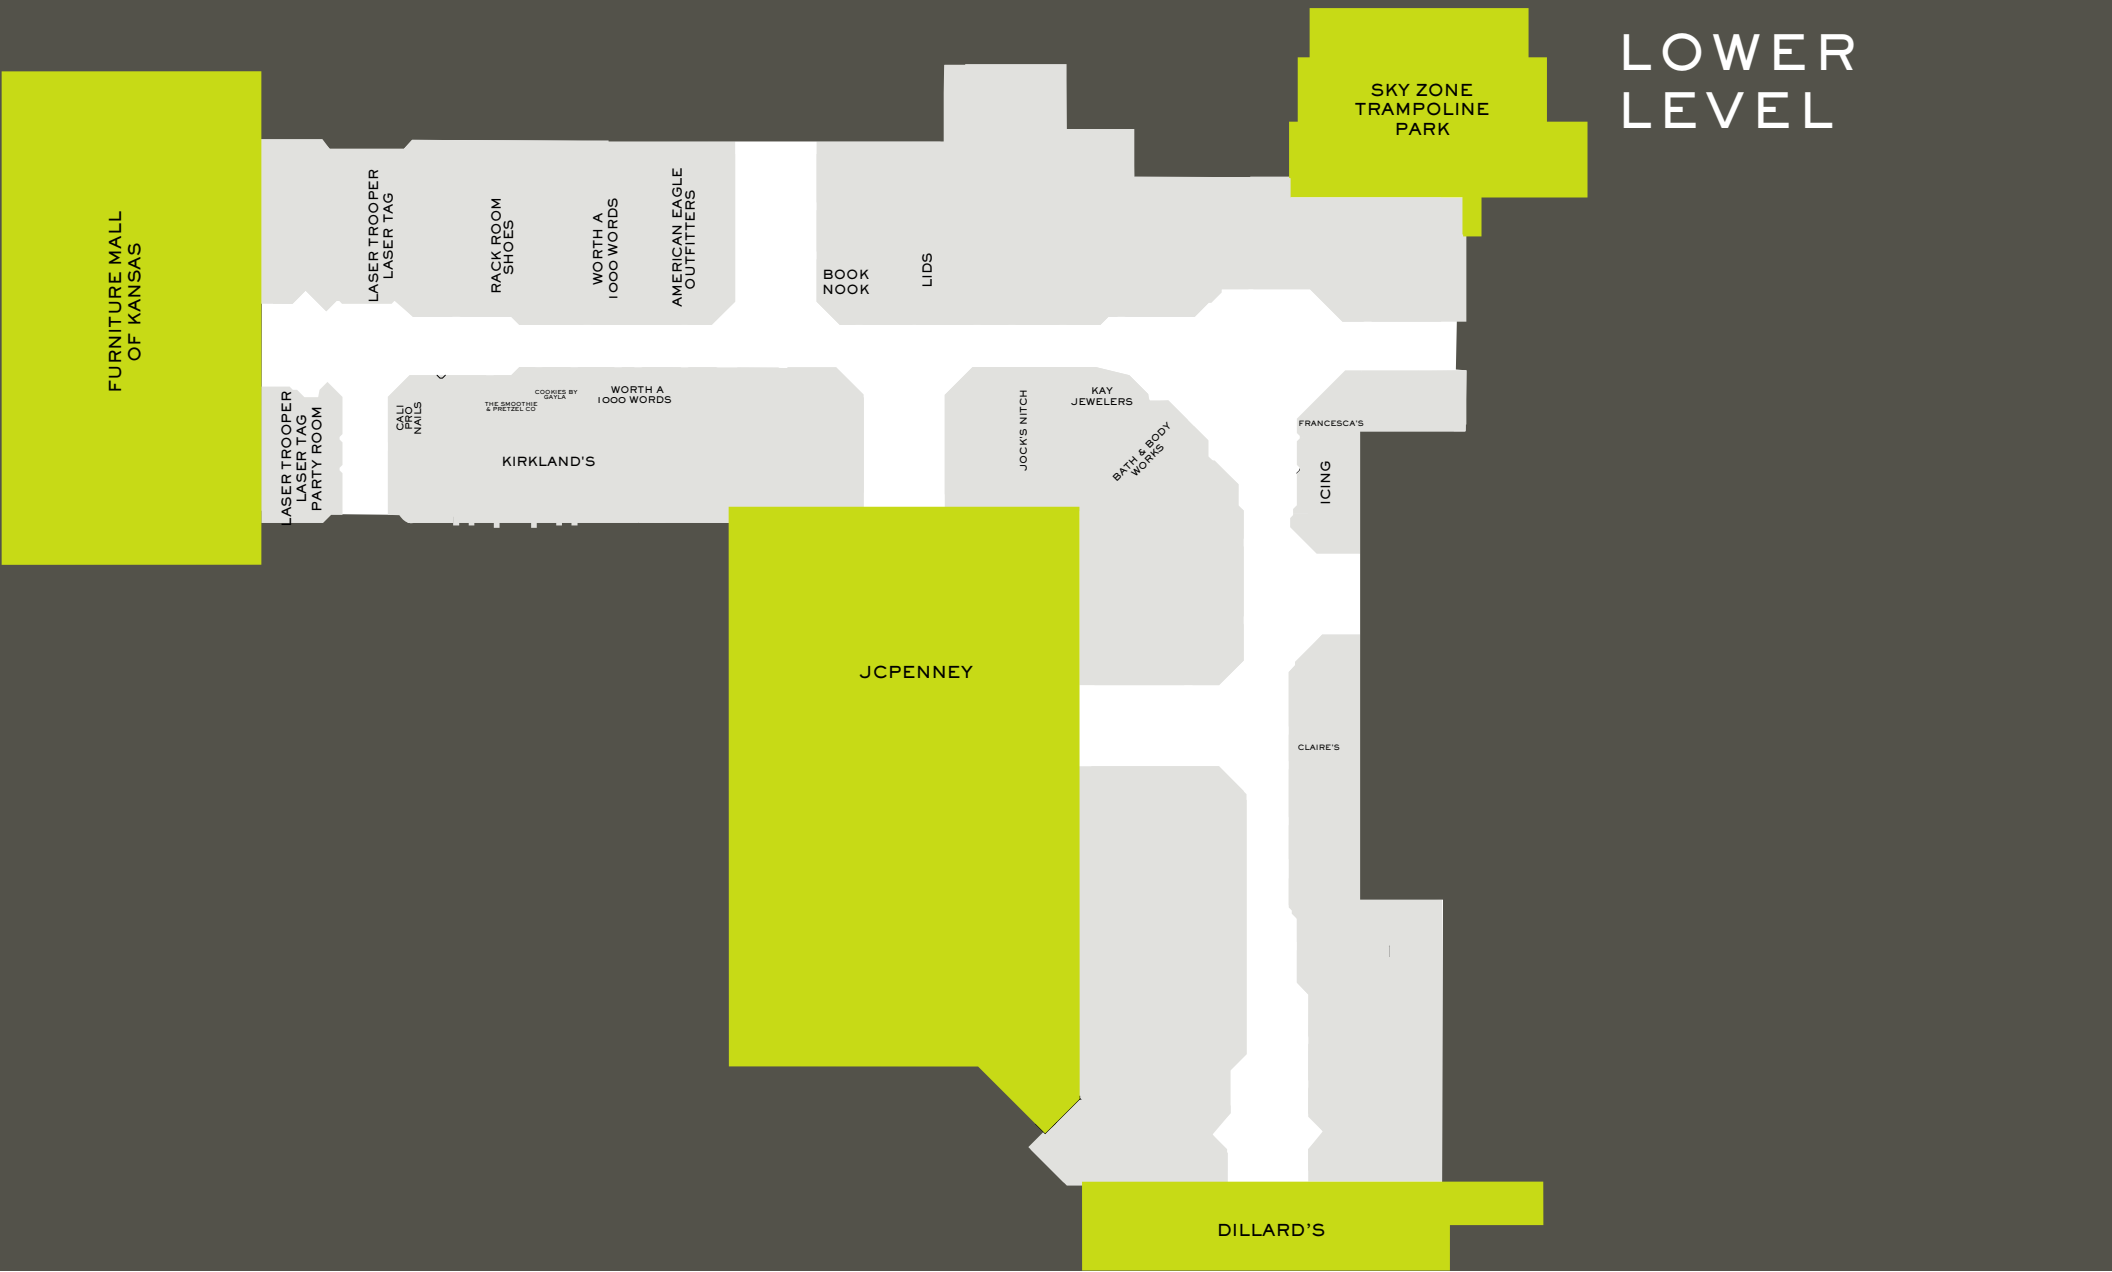 LOWER
LEVEL
SKY ZONE
TRAMPOLINE
PARK
FURNITURE MALL
OF KANSAS
LASER TROOPER
LASER TAG
RACK ROOM
SHOES
WORTH A
1000 WORDS
AMERICAN EAGLE
OUTFITTERS
BOOK
NOOK
LIDS
LASER TROOPER
LASER TAG
PARTY ROOM
CALI
PRO
NAILS
THE SMOOTHIE
& PRETZEL CO
COOKIES BY
GAYLA
WORTH A
1000 WORDS
KIRKLAND'S
JOCK'S NITCH
KAY
JEWELERS
BATH & BODY
WORKS
FRANCESCA'S
ICING
JCPENNEY
CLAIRE'S
DILLARD’S